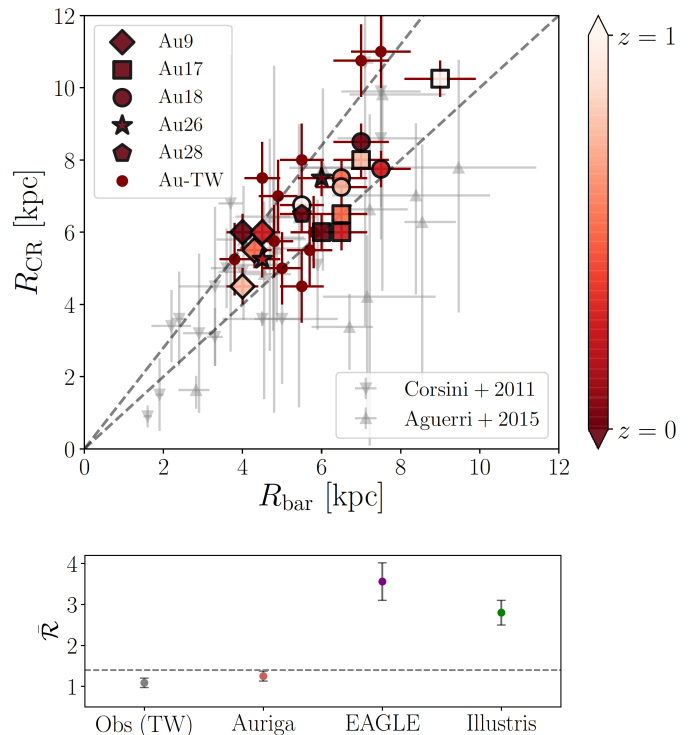 12
10
8
6
4
2
0
R_CR [kpc]
Au9
Au17
Au18
Au26
Au28
Au-TW
Corsini + 2011
Aguerri + 2015
0
2
4
6
8
10
12
R_bar [kpc]
z = 1
z = 0
4
3
2
1
R̄
Obs (TW)
Auriga
EAGLE
Illustris